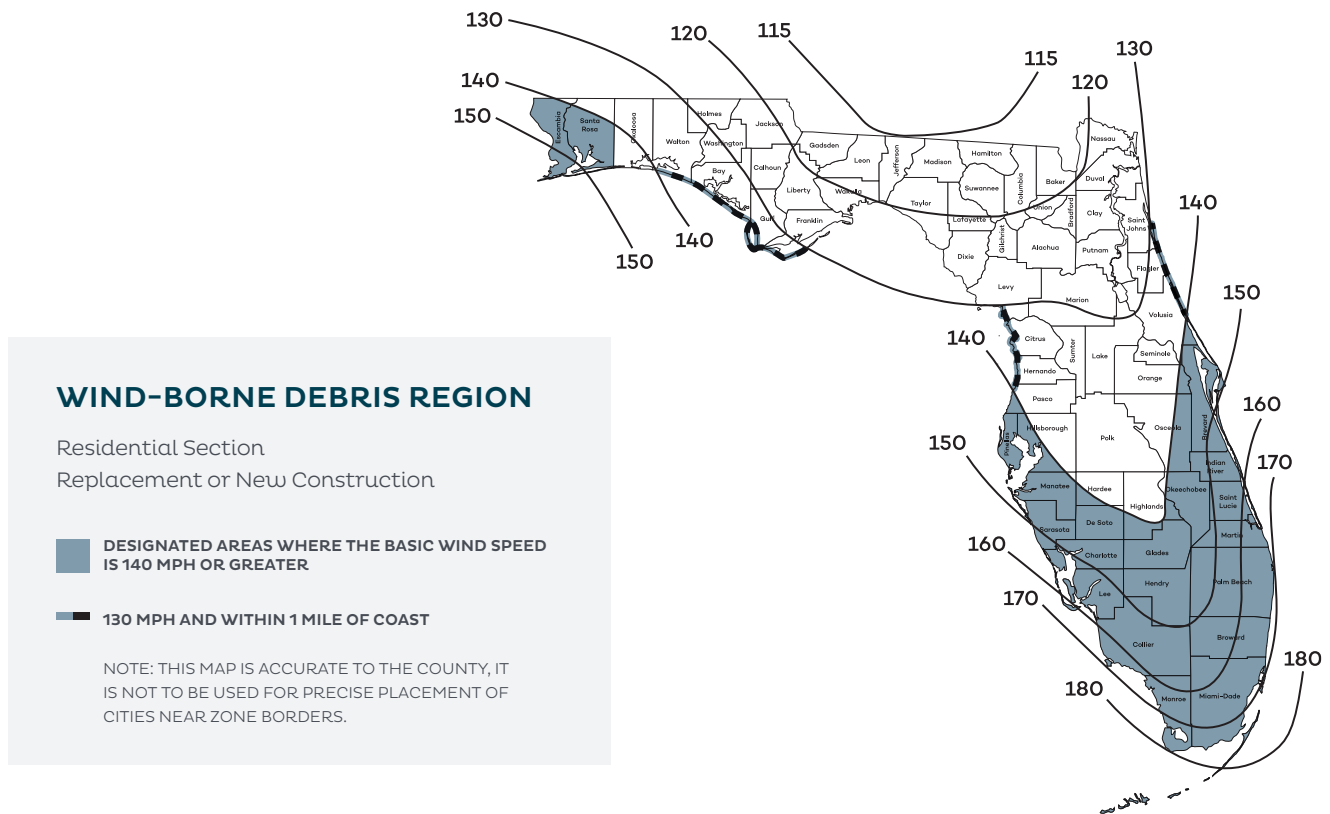 130
120
115
115
130
120
140
150
Escambia
Santa
Rosa
Okaloosa
Walton
Holmes
Washington
Jackson
Bay
Calhoun
Gulf
Liberty
Gadsden
Franklin
Leon
Wakulla
Jefferson
Madison
Taylor
Hamilton
Suwannee
Lafayette
Columbia
Dixie
Gilchrist
Baker
Union
Bradford
Nassau
Duval
Clay
Saint
Johns
Alachua
Putnam
Flagler
Levy
Marion
Volusia
150
140
140
150
140
Citrus
Sumter
Lake
Seminole
Hernando
Orange
Pasco
160
Pinellas
Hillsborough
Polk
Osceola
Brevard
150
170
Indian
River
Manatee
Hardee
Highlands
Okeechobee
Saint
Lucie
Sarasota
De Soto
Martin
160
Charlotte
Glades
170
Lee
Hendry
Palm Beach
Collier
Broward
180
180
Monroe
Miami-Dade
WIND-BORNE DEBRIS REGION
Residential Section
Replacement or New Construction
DESIGNATED AREAS WHERE THE BASIC WIND SPEED
IS 140 MPH OR GREATER
130 MPH AND WITHIN 1 MILE OF COAST
NOTE: THIS MAP IS ACCURATE TO THE COUNTY, IT
IS NOT TO BE USED FOR PRECISE PLACEMENT OF
CITIES NEAR ZONE BORDERS.